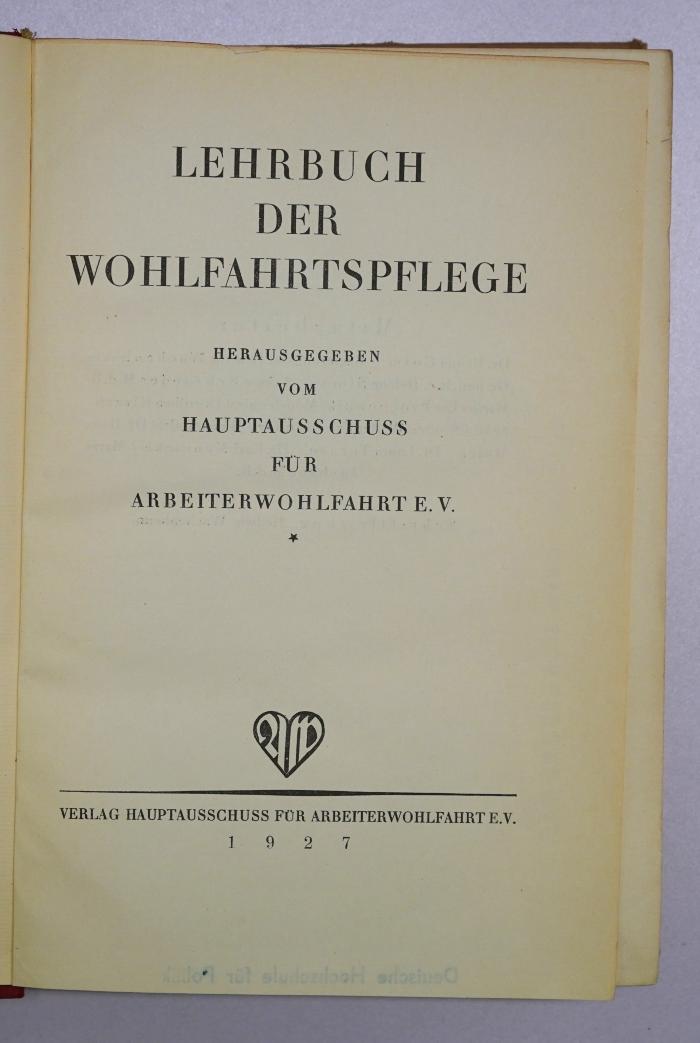 LEHRBUCH
DER
WOHLFAHRTSPFLEGE
HERAUSGEGEBEN
VOM
HAUPTAUSSCHUSS
FÜR
ARBEITERWOHLFAHRT E. V.
*
AW
VERLAG HAUPTAUSSCHUSS FÜR ARBEITERWOHLFAHRT E.V.
1 9 2 7
Deutsche Hochschule für Politik